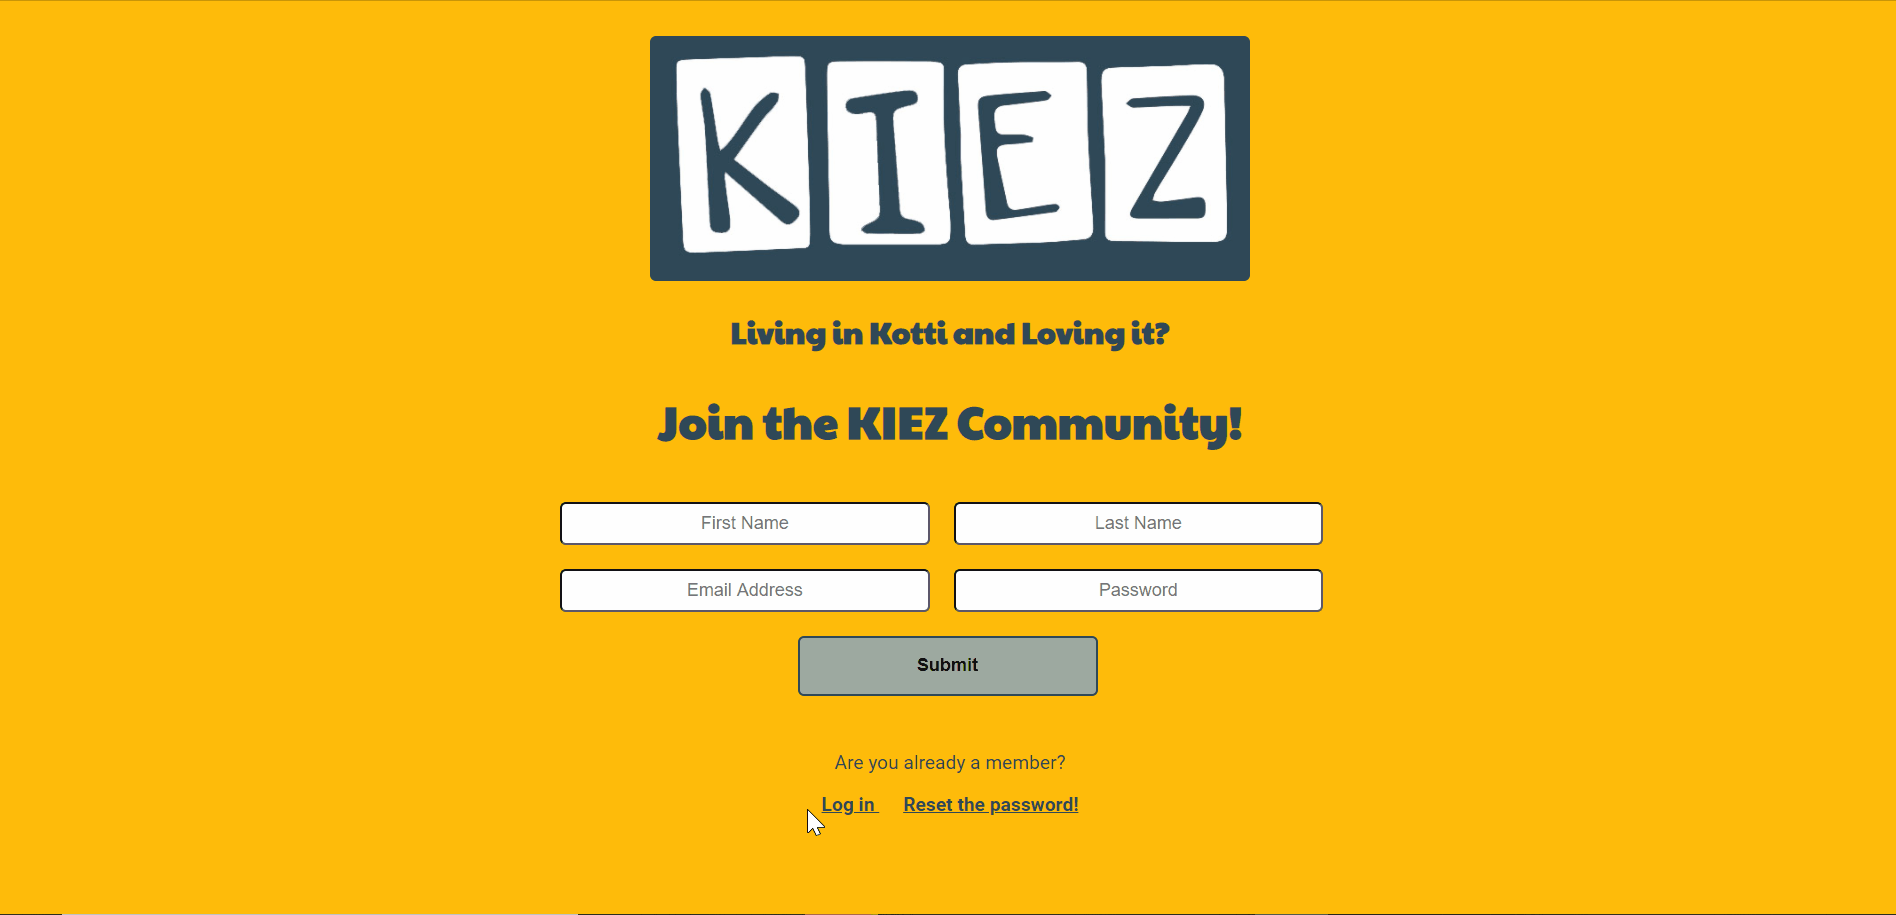 KIEZ
Living in Kotti and Loving it?
Join the KIEZ Community!
First Name Last Name
Email Address Password
Submit
Are you already a member?
Log in Reset the password!